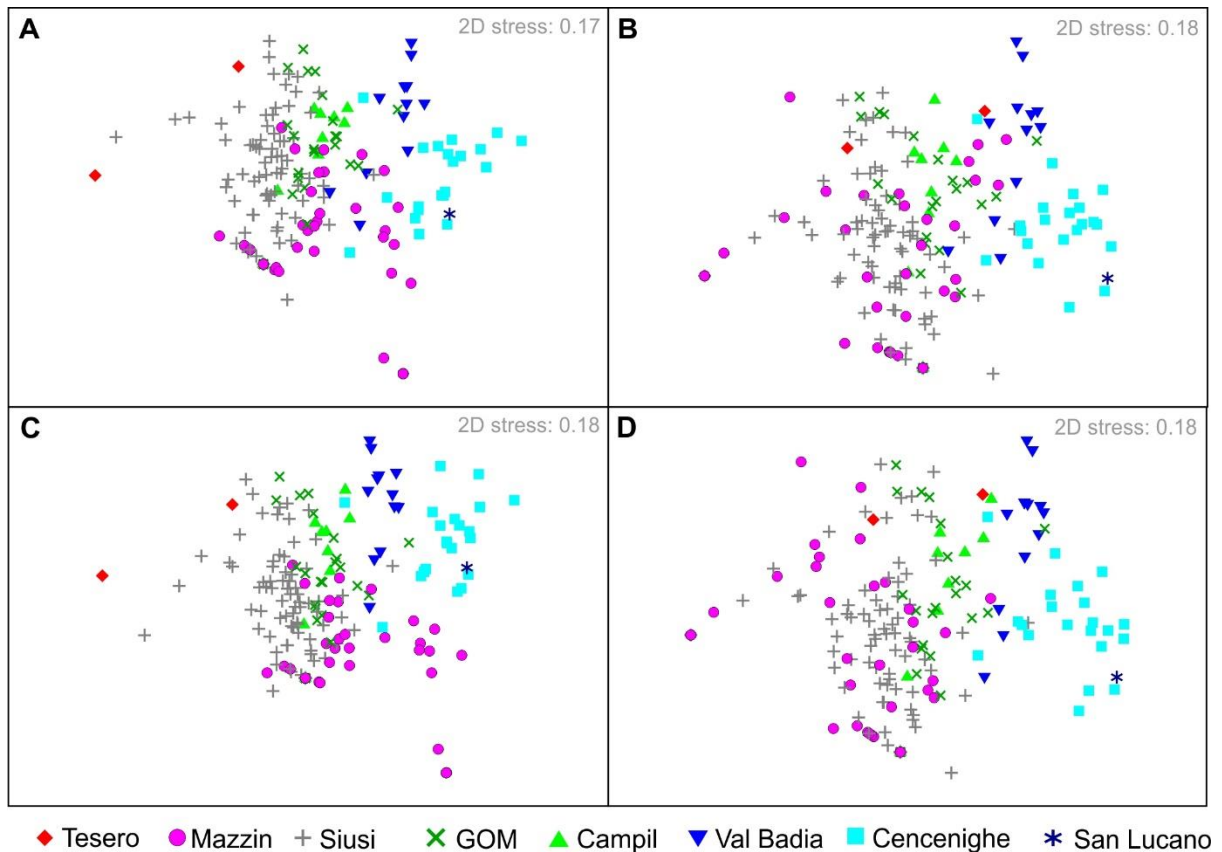 A
2D stress: 0.17
B
2D stress: 0.18
C
2D stress: 0.18
D
2D stress: 0.18
Tesero Mazzin Siusi GOM Campil Val Badia Cencenighe San Lucano